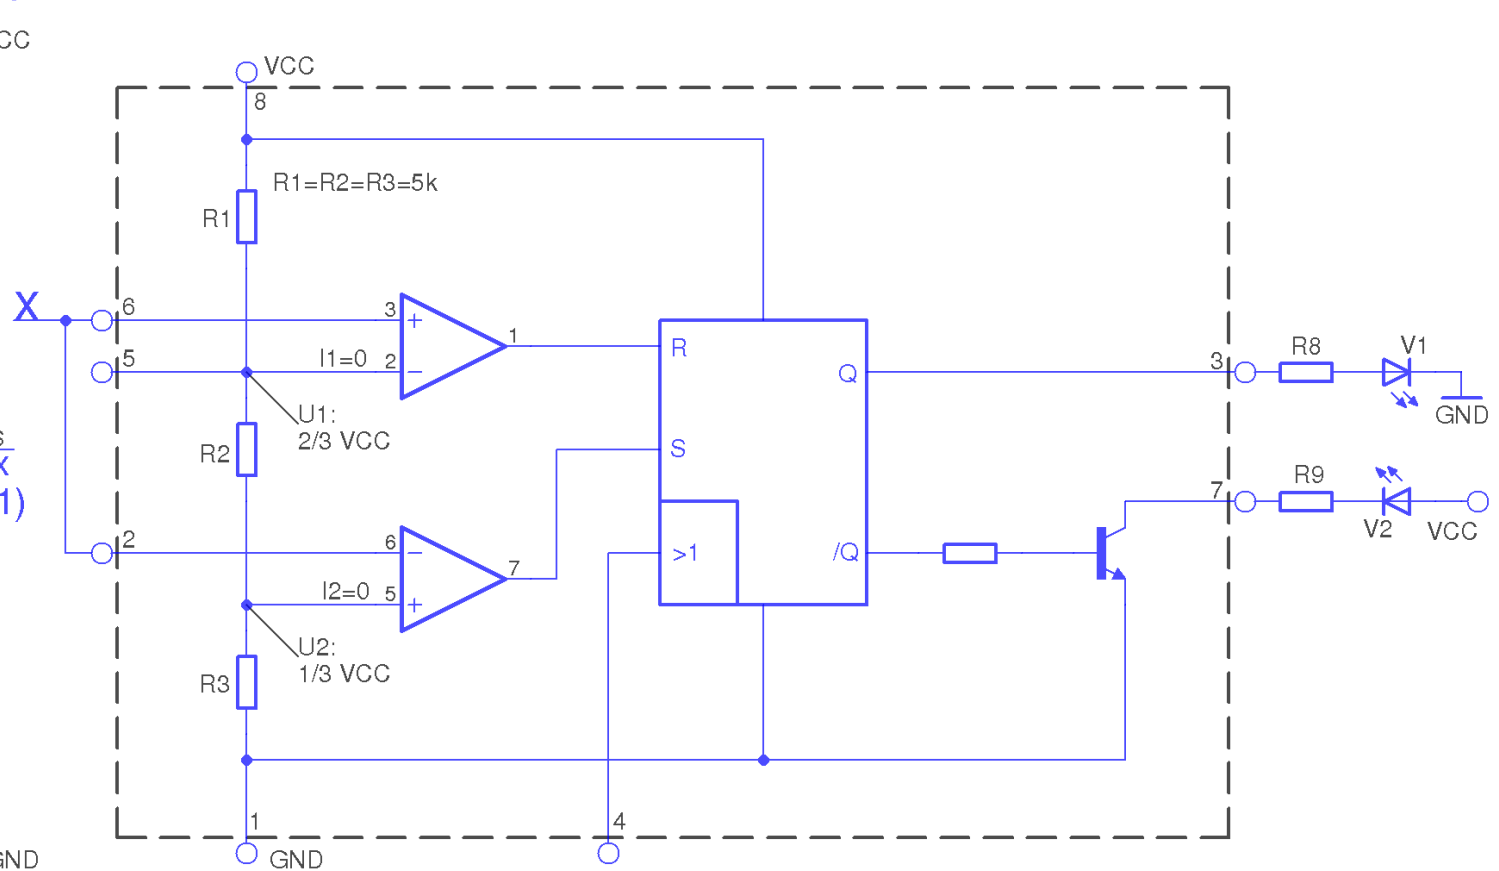 CC
VCC
8
R1=R2=R3=5k
R1
X
6
3
+
1
R
5
I1=0
2
−
Q
3
R8
V1
GND
U1:
2/3 VCC
R2
S
s
x
1)
7
R9
V2
VCC
2
6
−
7
>1
/Q
I2=0
5
+
U2:
1/3 VCC
R3
1
4
GND
GND